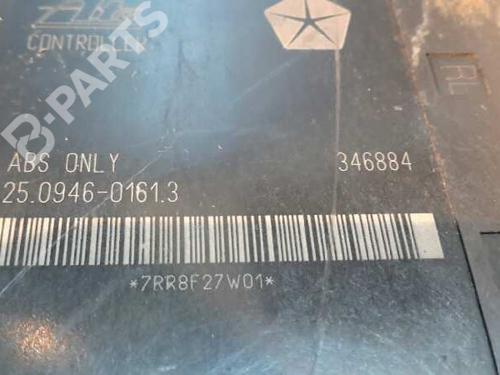 CONTROLLER
ABS ONLY 346884
25.0946-0161.3
*7RR8F27W01*
RL
B-PARTS